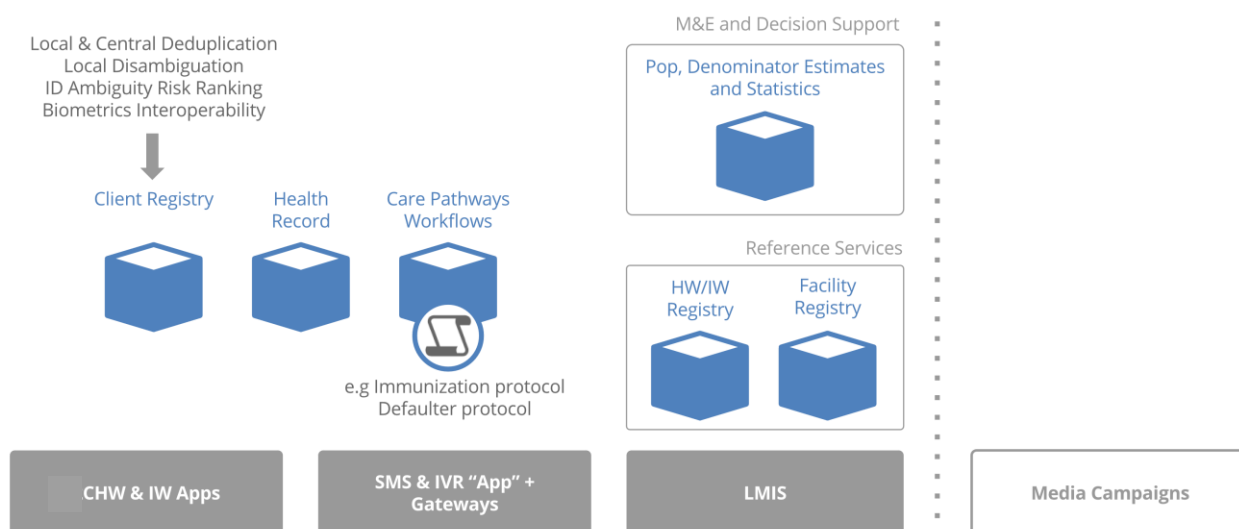 Local & Central Deduplication
Local Disambiguation
ID Ambiguity Risk Ranking
Biometrics Interoperability
Client Registry
Health
Record
Care Pathways
Workflows
e.g Immunization protocol
Defaulter protocol
M&E and Decision Support
Pop, Denominator Estimates
and Statistics
Reference Services
HW/IW
Registry
Facility
Registry
CHW & IW Apps
SMS & IVR “App” +
Gateways
LMIS
Media Campaigns